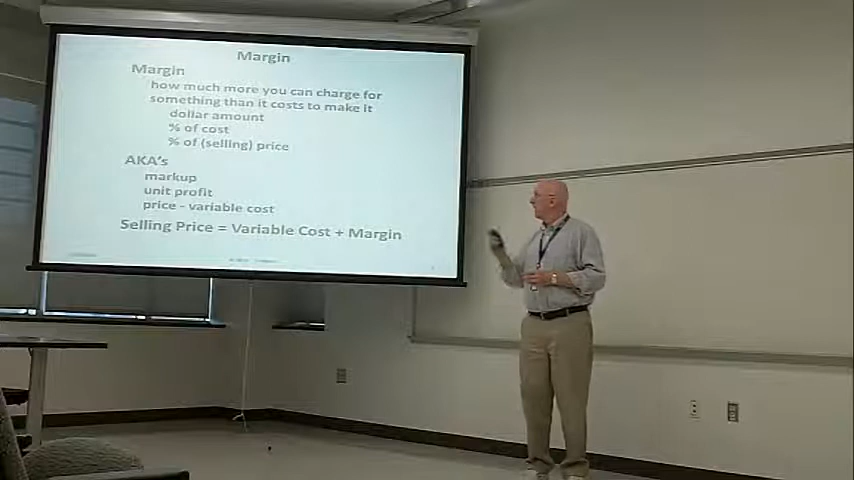 Margin
Margin
how much more you can charge for
something than it costs to make it
dollar amount
% of cost
% of (selling) price
AKA's
markup
unit profit
price - variable cost
Selling Price = Variable Cost + Margin